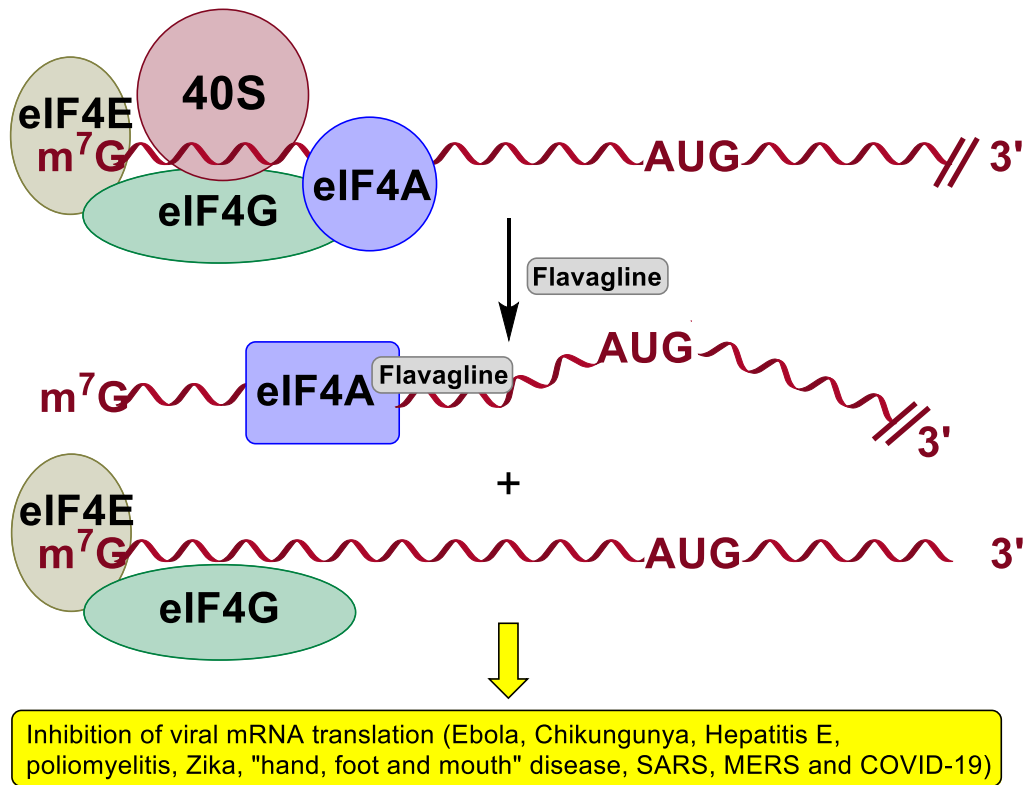 40S
eIF4E
m⁷G AUG 3'
eIF4A
eIF4G
Flavagline
AUG
Flavagline
m⁷G eIF4A
3'
+
eIF4E
m⁷G AUG 3'
eIF4G
Inhibition of viral mRNA translation (Ebola, Chikungunya, Hepatitis E,
poliomyelitis, Zika, "hand, foot and mouth" disease, SARS, MERS and COVID-19)